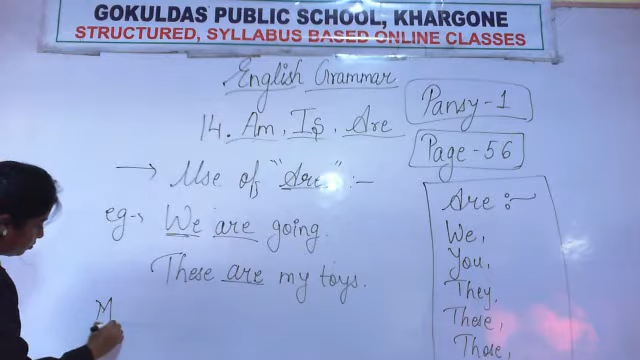 GOKULDAS PUBLIC SCHOOL, KHARGONE
STRUCTURED, SYLLABUS BASED ONLINE CLASSES
English Grammar
14. Am, Is, Are
Pansy-1
Page-56
→ Use of "Are" :-
eg→ We are going.
These are my toys.
M
Are :-
We,
You,
They,
These,
Those,